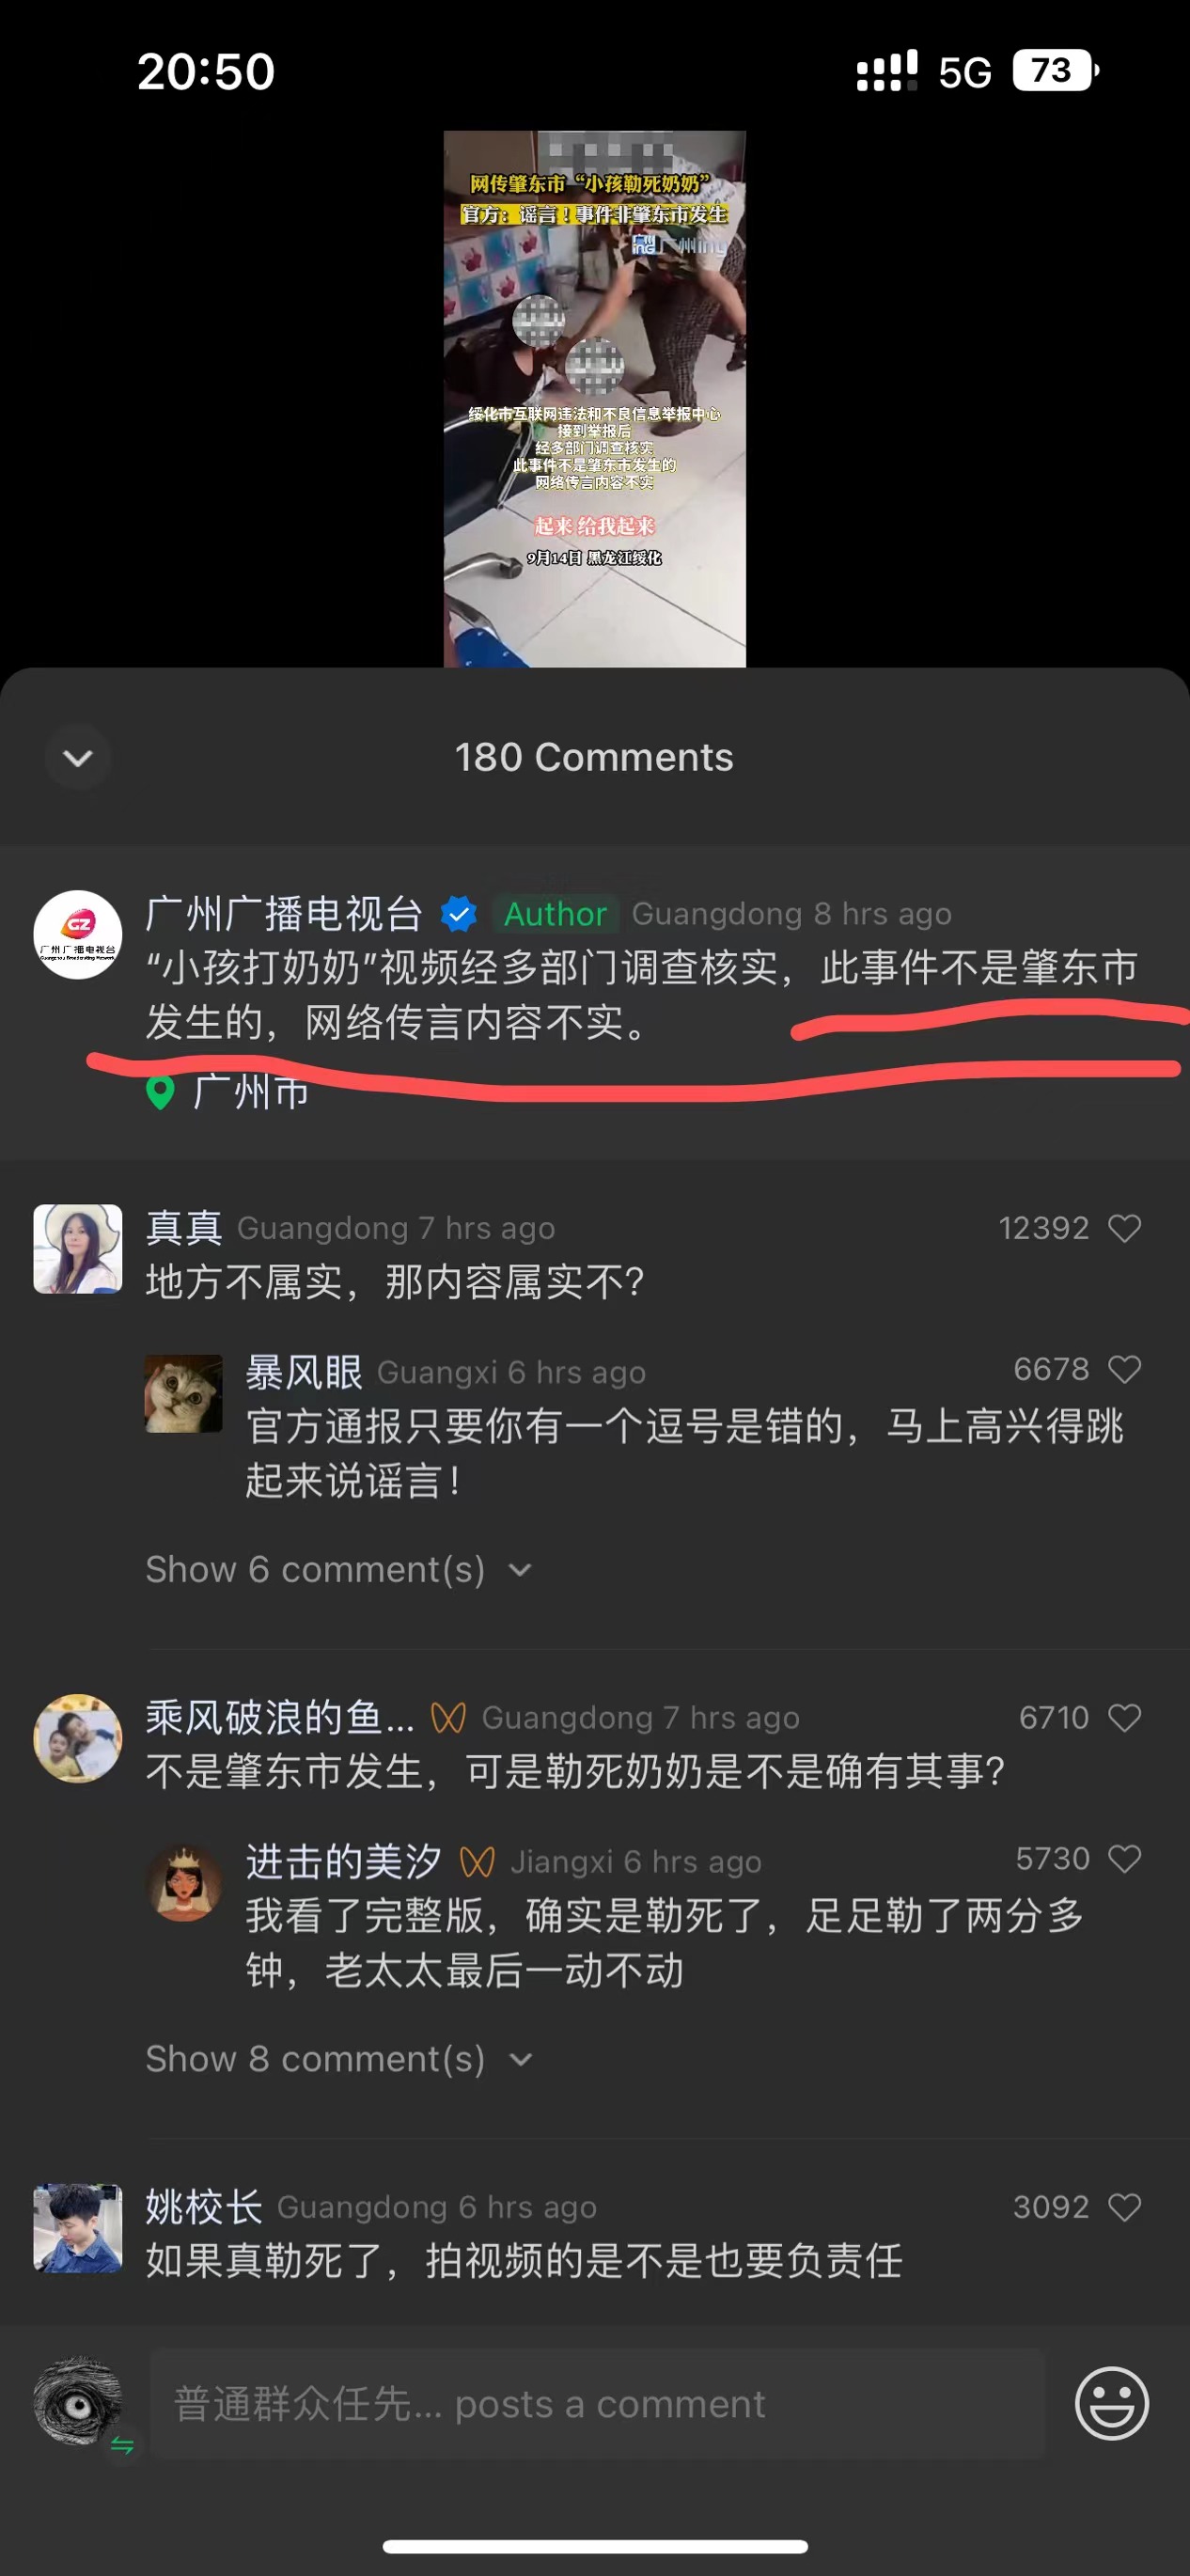 20:50
5G 73
网传肇东市“小孩勒死奶奶”
官方：谣言！事件非肇东市发生
广州ing
绥化市互联网违法和不良信息举报中心
接到举报后
经多部门调查核实
此事件不是肇东市发生的
网络传言内容不实
起来 给我起来
9月14日 黑龙江绥化
180 Comments
广州广播电视台 Author Guangdong 8 hrs ago
GZ
广州广播电视台
Guangzhou Broadcasting Network
“小孩打奶奶”视频经多部门调查核实，此事件不是肇东市
发生的，网络传言内容不实。
广州市
真真 Guangdong 7 hrs ago 12392
地方不属实，那内容属实不?
暴风眼 Guangxi 6 hrs ago 6678
官方通报只要你有一个逗号是错的，马上高兴得跳
起来说谣言！
Show 6 comment(s)
乘风破浪的鱼... Guangdong 7 hrs ago 6710
不是肇东市发生，可是勒死奶奶是不是确有其事?
进击的美汐 Jiangxi 6 hrs ago 5730
我看了完整版，确实是勒死了，足足勒了两分多
钟，老太太最后一动不动
Show 8 comment(s)
姚校长 Guangdong 6 hrs ago 3092
如果真勒死了，拍视频的是不是也要负责任
普通群众任先... posts a comment